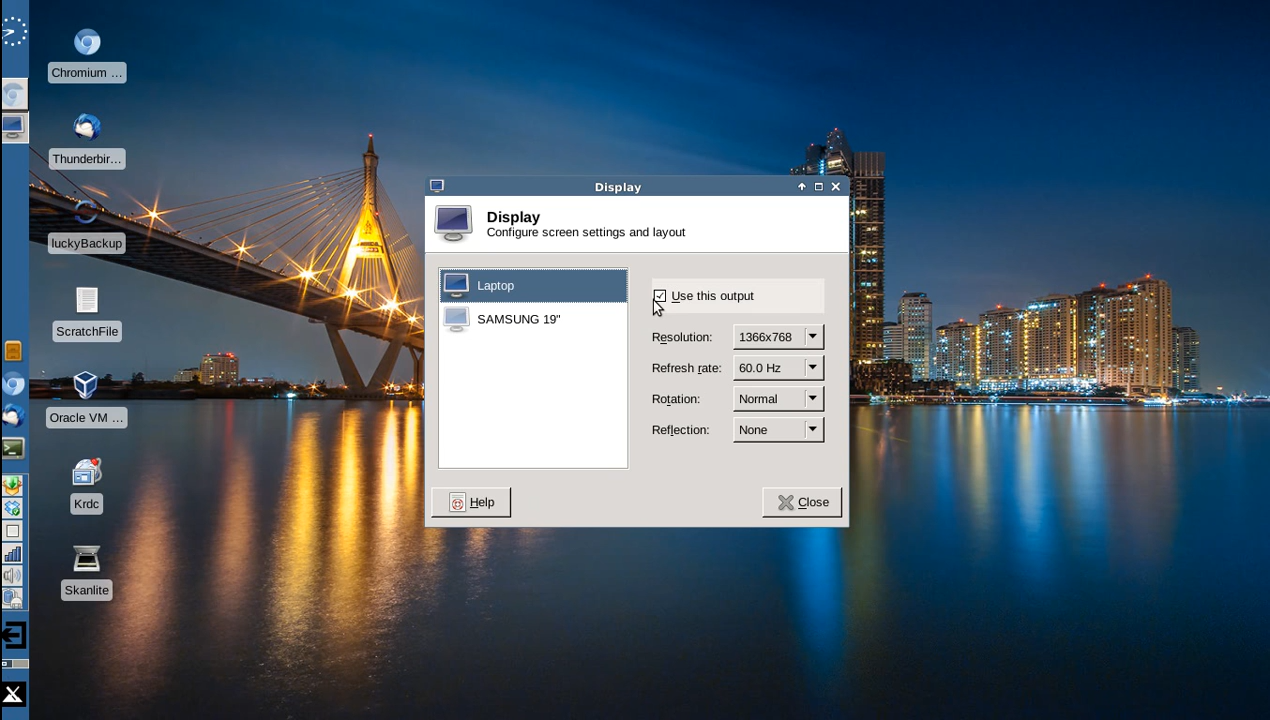 Chromium ...
Thunderbir...
luckyBackup
ScratchFile
Oracle VM ...
Krdc
Skanlite
Display
Display
Configure screen settings and layout
Laptop
SAMSUNG 19"
Use this output
Resolution: 1366x768
Refresh rate: 60.0 Hz
Rotation: Normal
Reflection: None
Help
Close